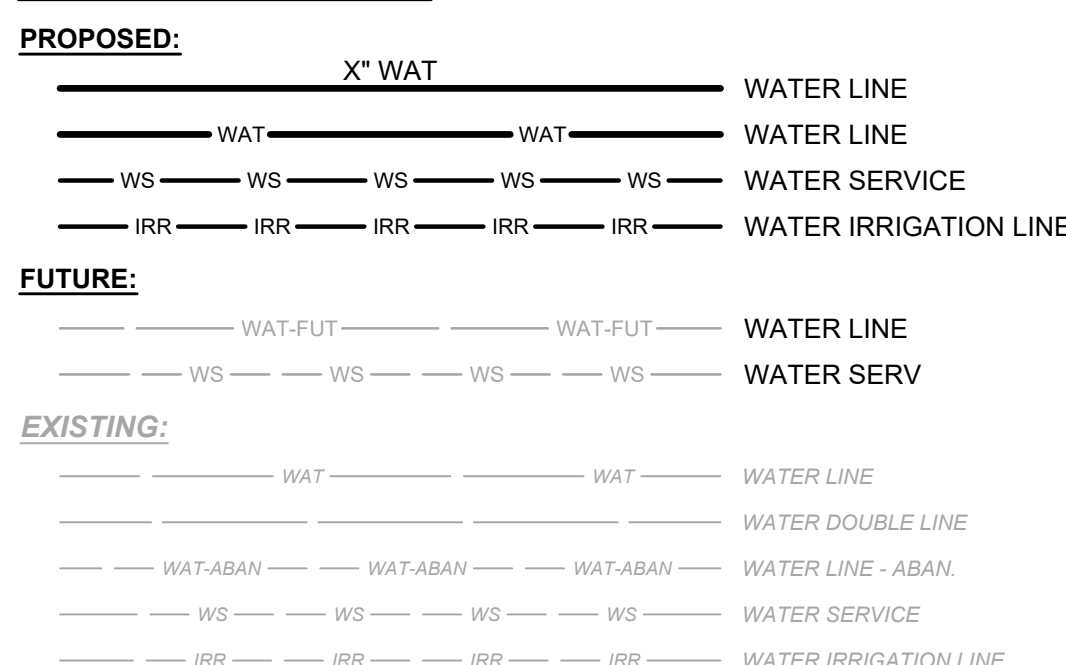 PROPOSED:
X" WAT
WATER LINE
WAT WAT WATER LINE
WS WS WS WS WS WATER SERVICE
IRR IRR IRR IRR IRR WATER IRRIGATION LINE
FUTURE:
WAT-FUT WAT-FUT WATER LINE
WS WS WS WS WATER SERV
EXISTING:
WAT WAT WATER LINE
WATER DOUBLE LINE
WAT-ABAN WAT-ABAN WAT-ABAN WATER LINE - ABAN.
WS WS WS WS WATER SERVICE
IRR IRR IRR IRR WATER IRRIGATION LINE